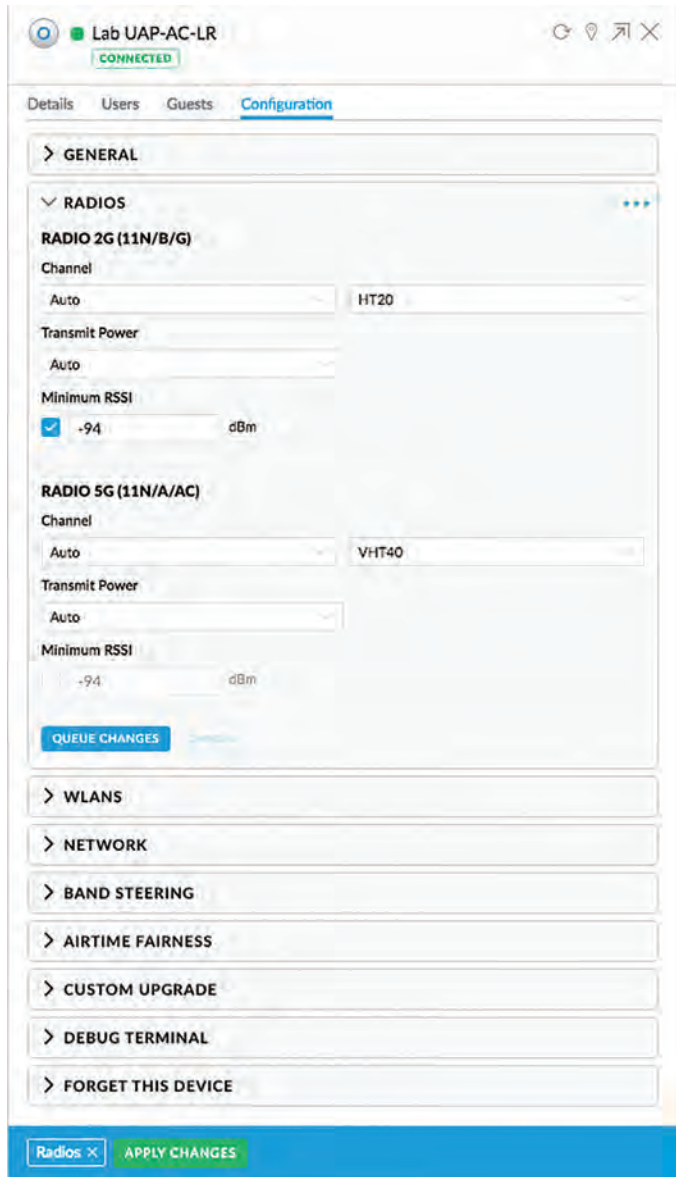 Lab UAP-AC-LR
CONNECTED
Details Users Guests Configuration
GENERAL
RADIOS
RADIO 2G (11N/B/G)
Channel
Auto HT20
Transmit Power
Auto
Minimum RSSI
-94 dBm
RADIO 5G (11N/A/AC)
Channel
Auto VHT40
Transmit Power
Auto
Minimum RSSI
-94 dBm
QUEUE CHANGES
WLANS
NETWORK
BAND STEERING
AIRTIME FAIRNESS
CUSTOM UPGRADE
DEBUG TERMINAL
FORGET THIS DEVICE
Radios × APPLY CHANGES